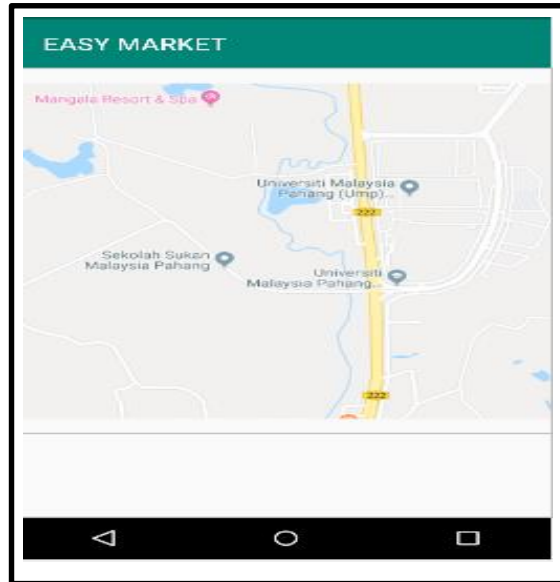 EASY MARKET
Mangala Resort & Spa
Universiti Malaysia
Pahang (Ump)...
222
Sekolah Sukan
Malaysia Pahang
Universiti
Malaysia Pahang...
222